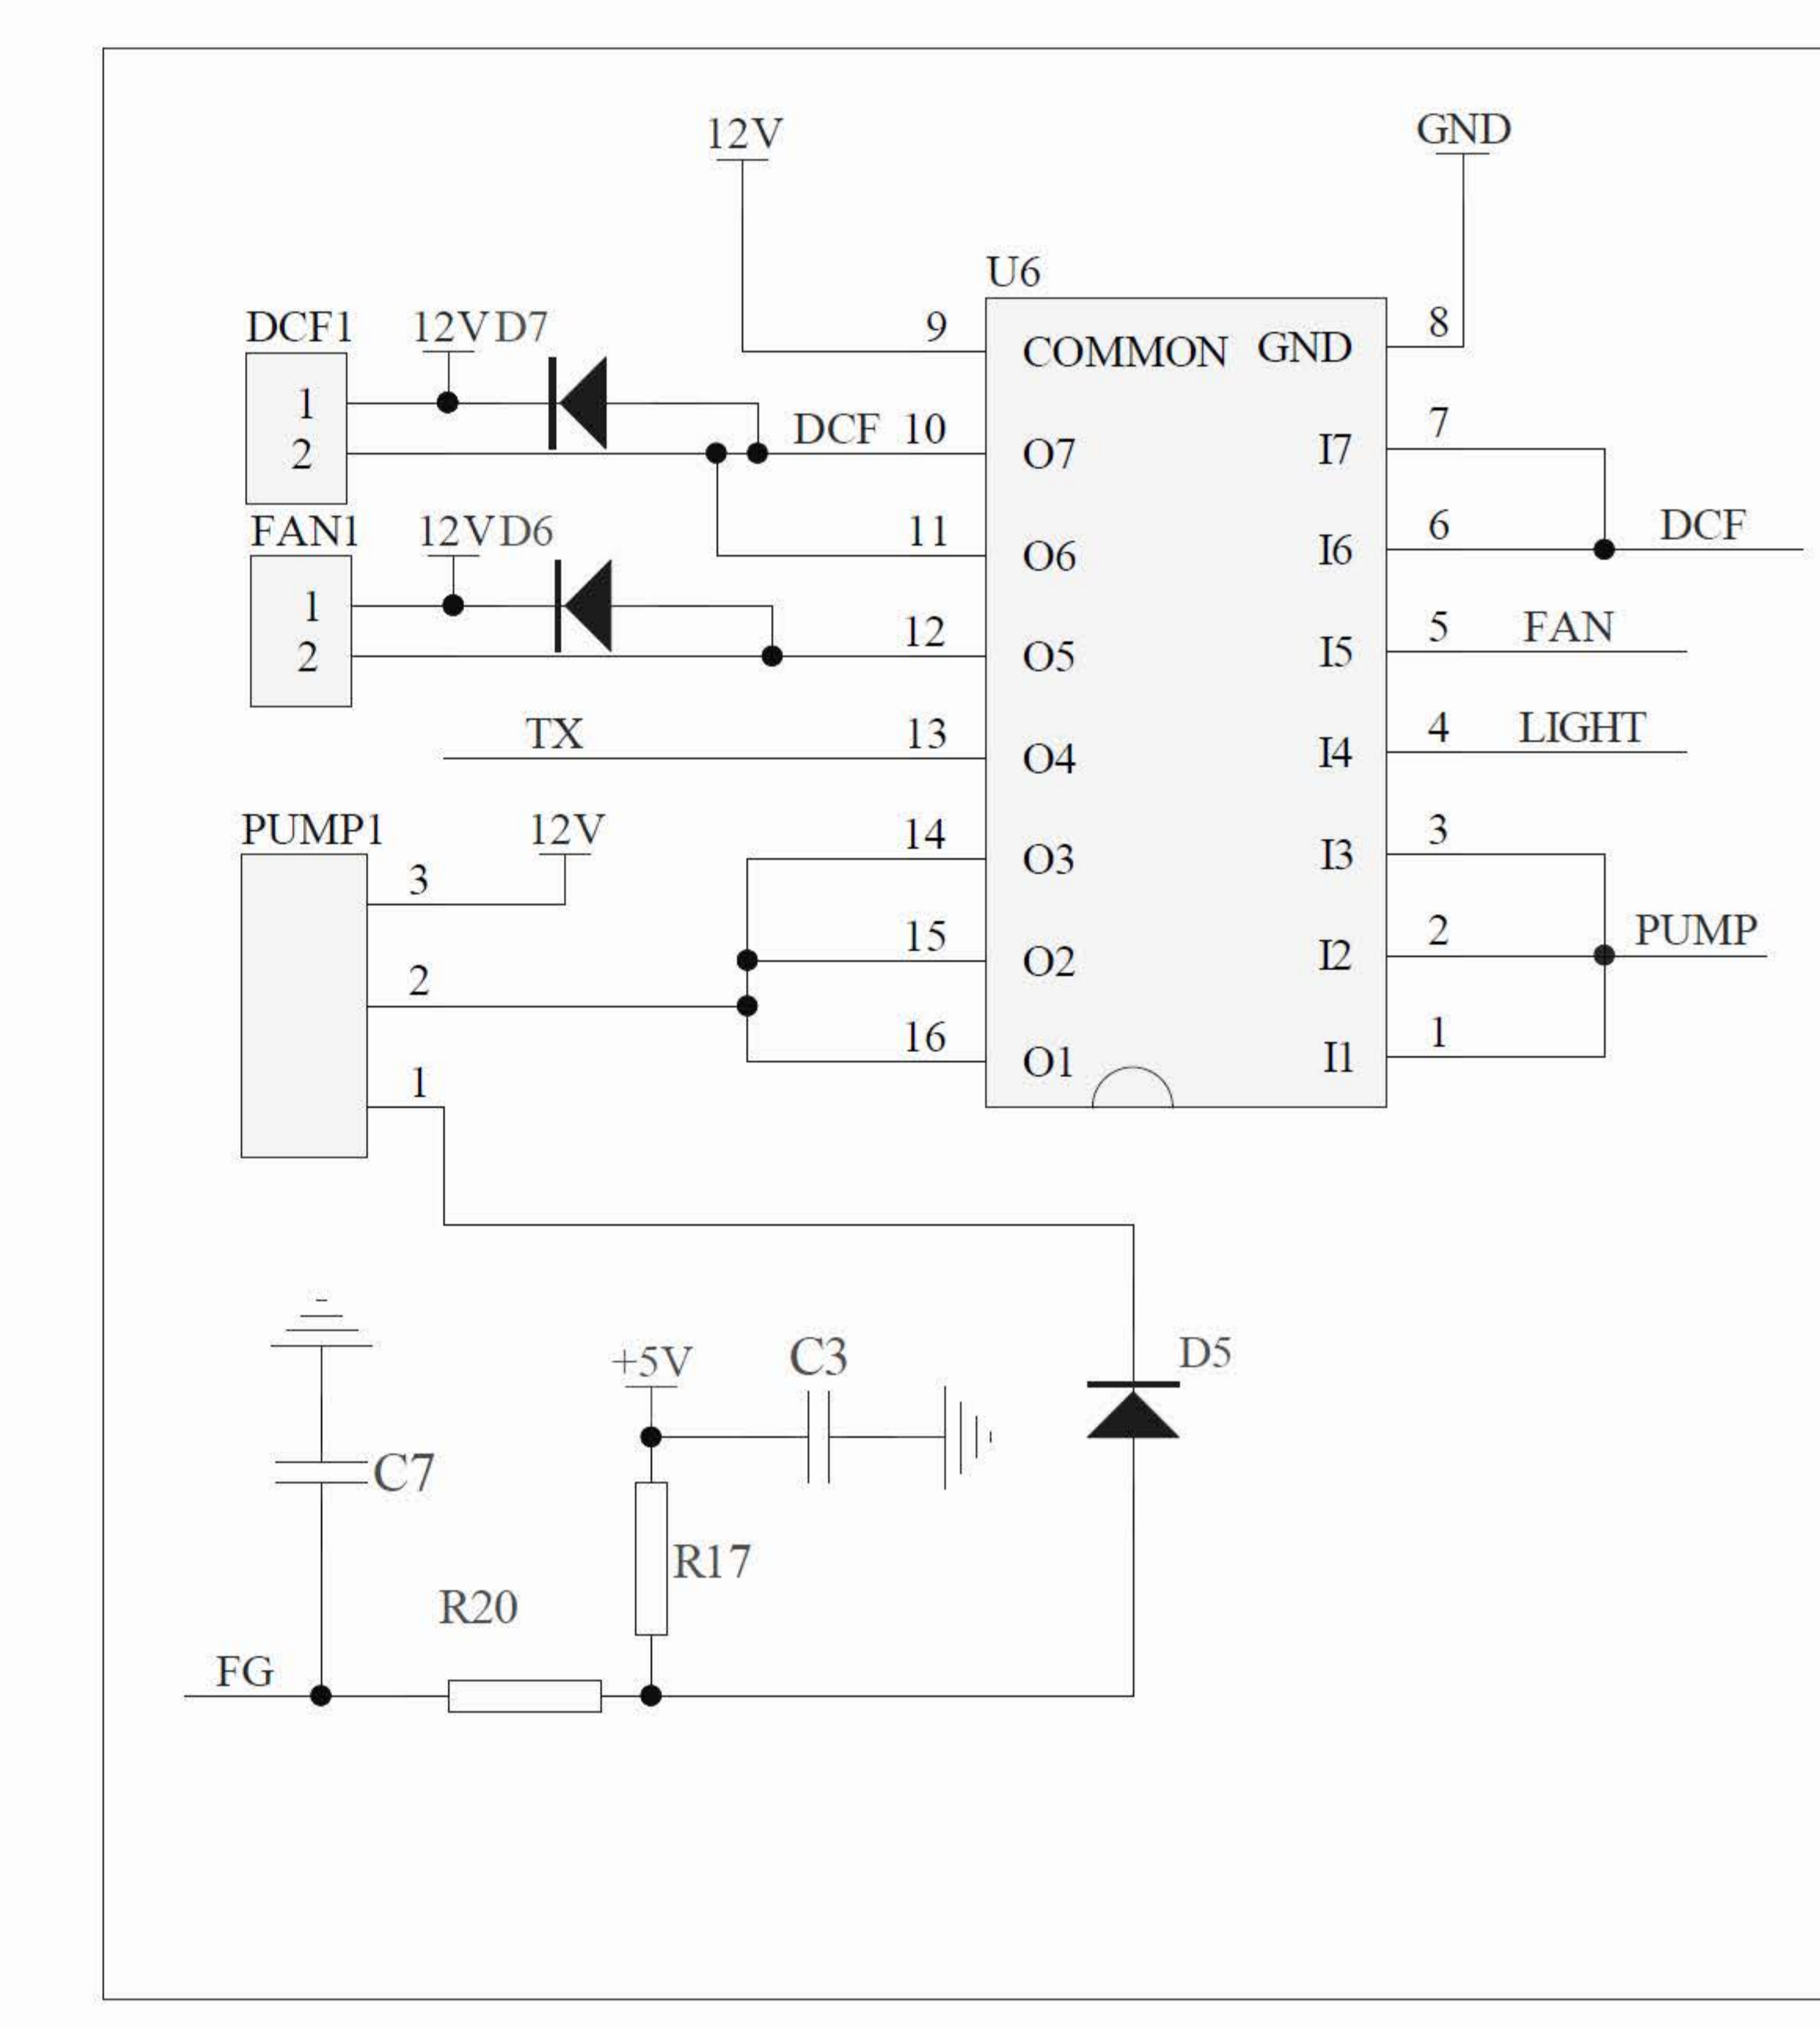 12V
GND
U6
DCF1 12V D7
9 COMMON GND 8
1
2 DCF 10 O7 I7 7
FAN1 12V D6
11 O6 I6 6 DCF
1
2 12 O5 I5 5 FAN
TX 13 O4 I4 4 LIGHT
PUMP1 12V
3 14 O3 I3 3
2 15 O2 I2 2 PUMP
1 16 O1 I1 1
+5V C3 D5
C7
R17
R20
FG